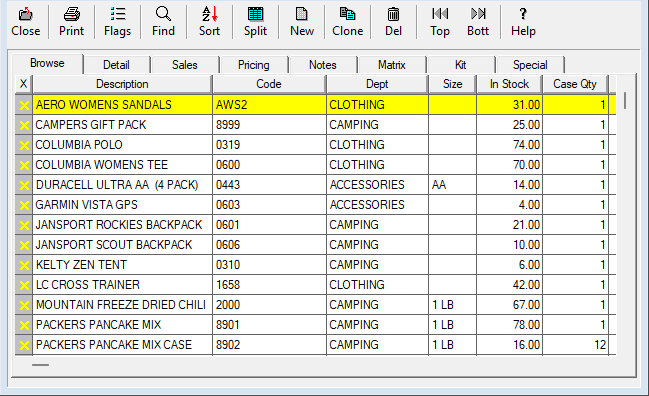 Close Print Flags Find Sort Split New Clone Del Top Bott Help
Browse Detail Sales Pricing Notes Matrix Kit Special
X Description Code Dept Size In Stock Case Qty
X AERO WOMENS SANDALS AWS2 CLOTHING 31.00 1
X CAMPERS GIFT PACK 8999 CAMPING 25.00 1
X COLUMBIA POLO 0319 CLOTHING 74.00 1
X COLUMBIA WOMENS TEE 0600 CLOTHING 70.00 1
X DURACELL ULTRA AA (4 PACK) 0443 ACCESSORIES AA 14.00 1
X GARMIN VISTA GPS 0603 ACCESSORIES 4.00 1
X JANSPORT ROCKIES BACKPACK 0601 CAMPING 21.00 1
X JANSPORT SCOUT BACKPACK 0606 CAMPING 10.00 1
X KELTY ZEN TENT 0310 CAMPING 6.00 1
X LC CROSS TRAINER 1658 CLOTHING 42.00 1
X MOUNTAIN FREEZE DRIED CHILI 2000 CAMPING 1 LB 67.00 1
X PACKERS PANCAKE MIX 8901 CAMPING 1 LB 78.00 1
X PACKERS PANCAKE MIX CASE 8902 CAMPING 1 LB 16.00 12